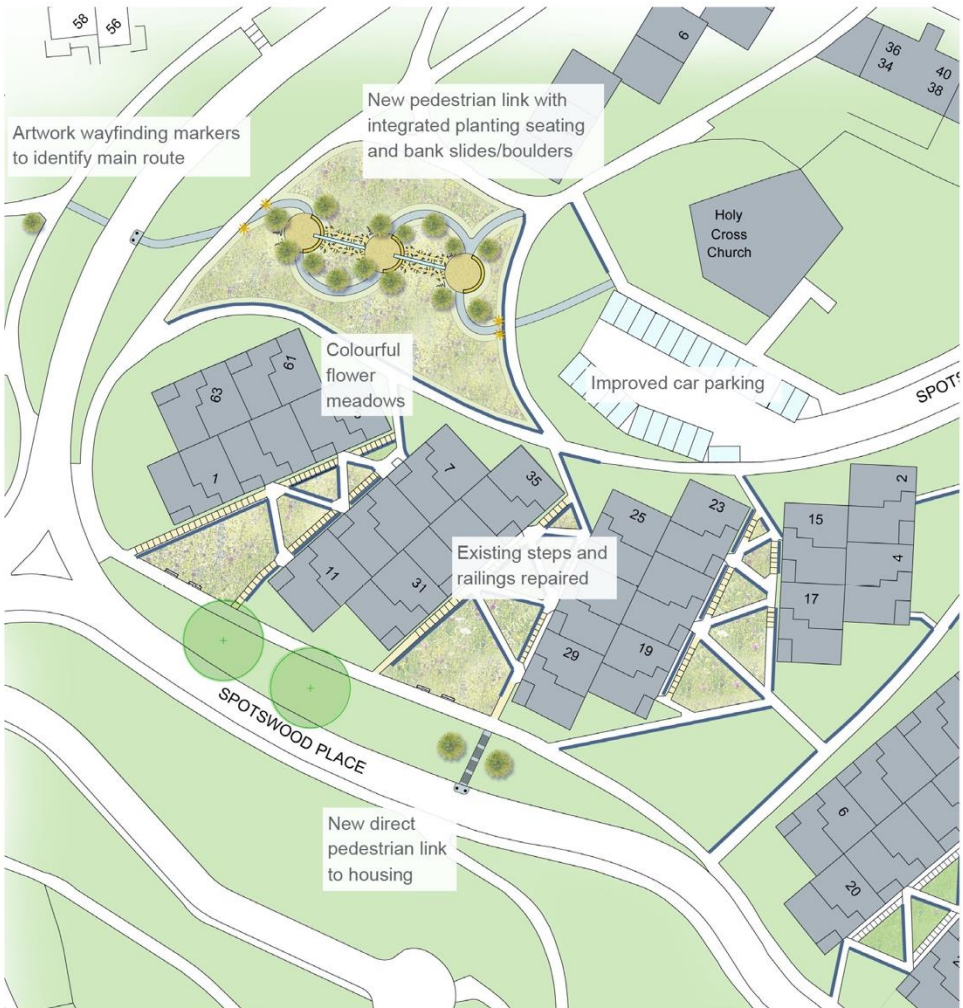 58
56
6
36
34
40
38
Artwork wayfinding markers
to identify main route
New pedestrian link with
integrated planting seating
and bank slides/boulders
Holy
Cross
Church
Colourful
flower
meadows
Improved car parking
63
61
1
7
35
11
31
25
23
15
2
4
17
29
19
Existing steps and
railings repaired
SPOTSWOOD PLACE
New direct
pedestrian link
to housing
6
20